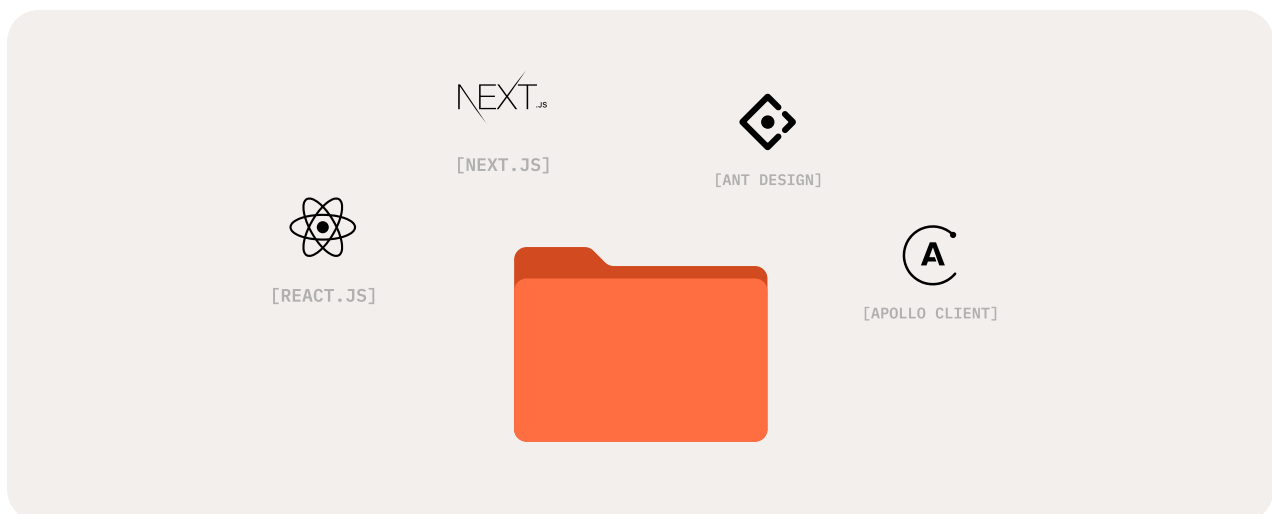 NEXT.JS
[NEXT.JS]
[ANT DESIGN]
[REACT.JS]
A
[APOLLO CLIENT]